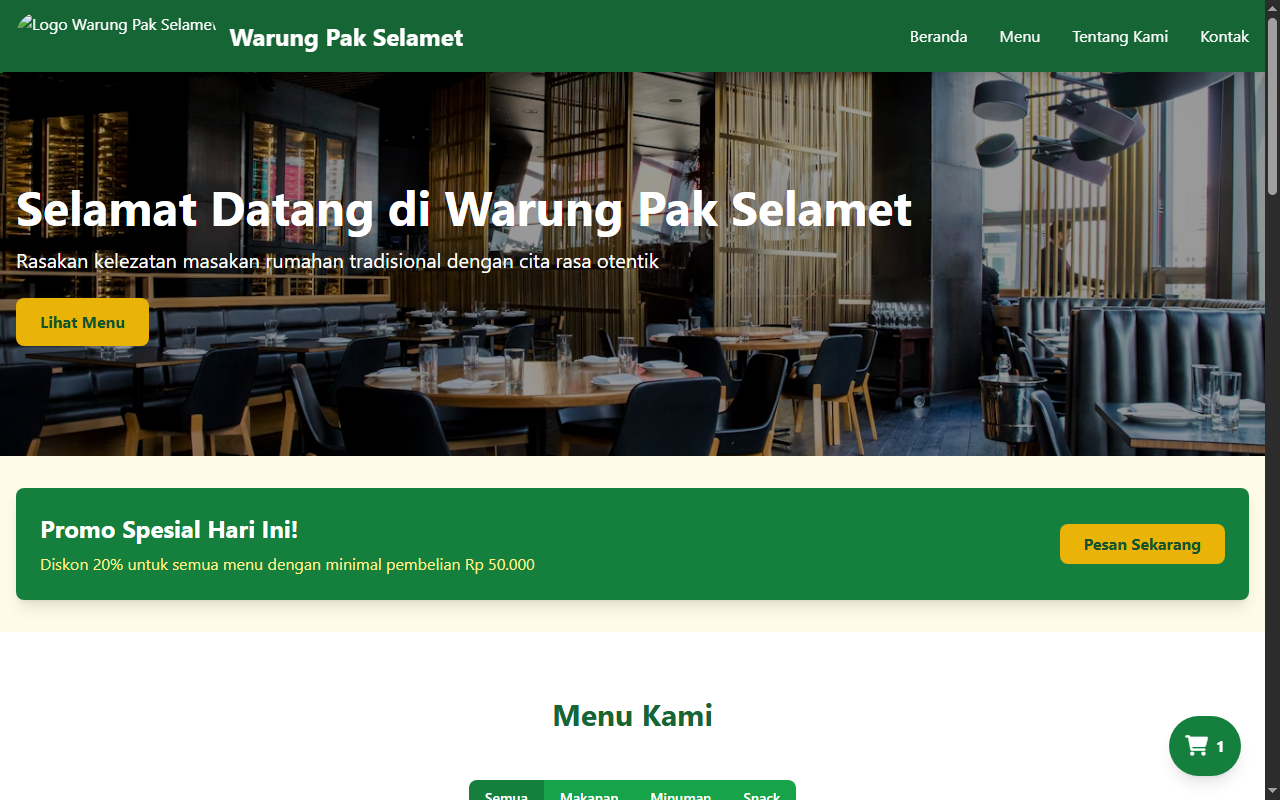 Logo Warung Pak Selamet
Warung Pak Selamet
Beranda
Menu
Tentang Kami
Kontak
Selamat Datang di Warung Pak Selamet
Rasakan kelezatan masakan rumahan tradisional dengan cita rasa otentik
Lihat Menu
Promo Spesial Hari Ini!
Diskon 20% untuk semua menu dengan minimal pembelian Rp 50.000
Pesan Sekarang
Menu Kami
1
Semua
Makanan
Minuman
Snack